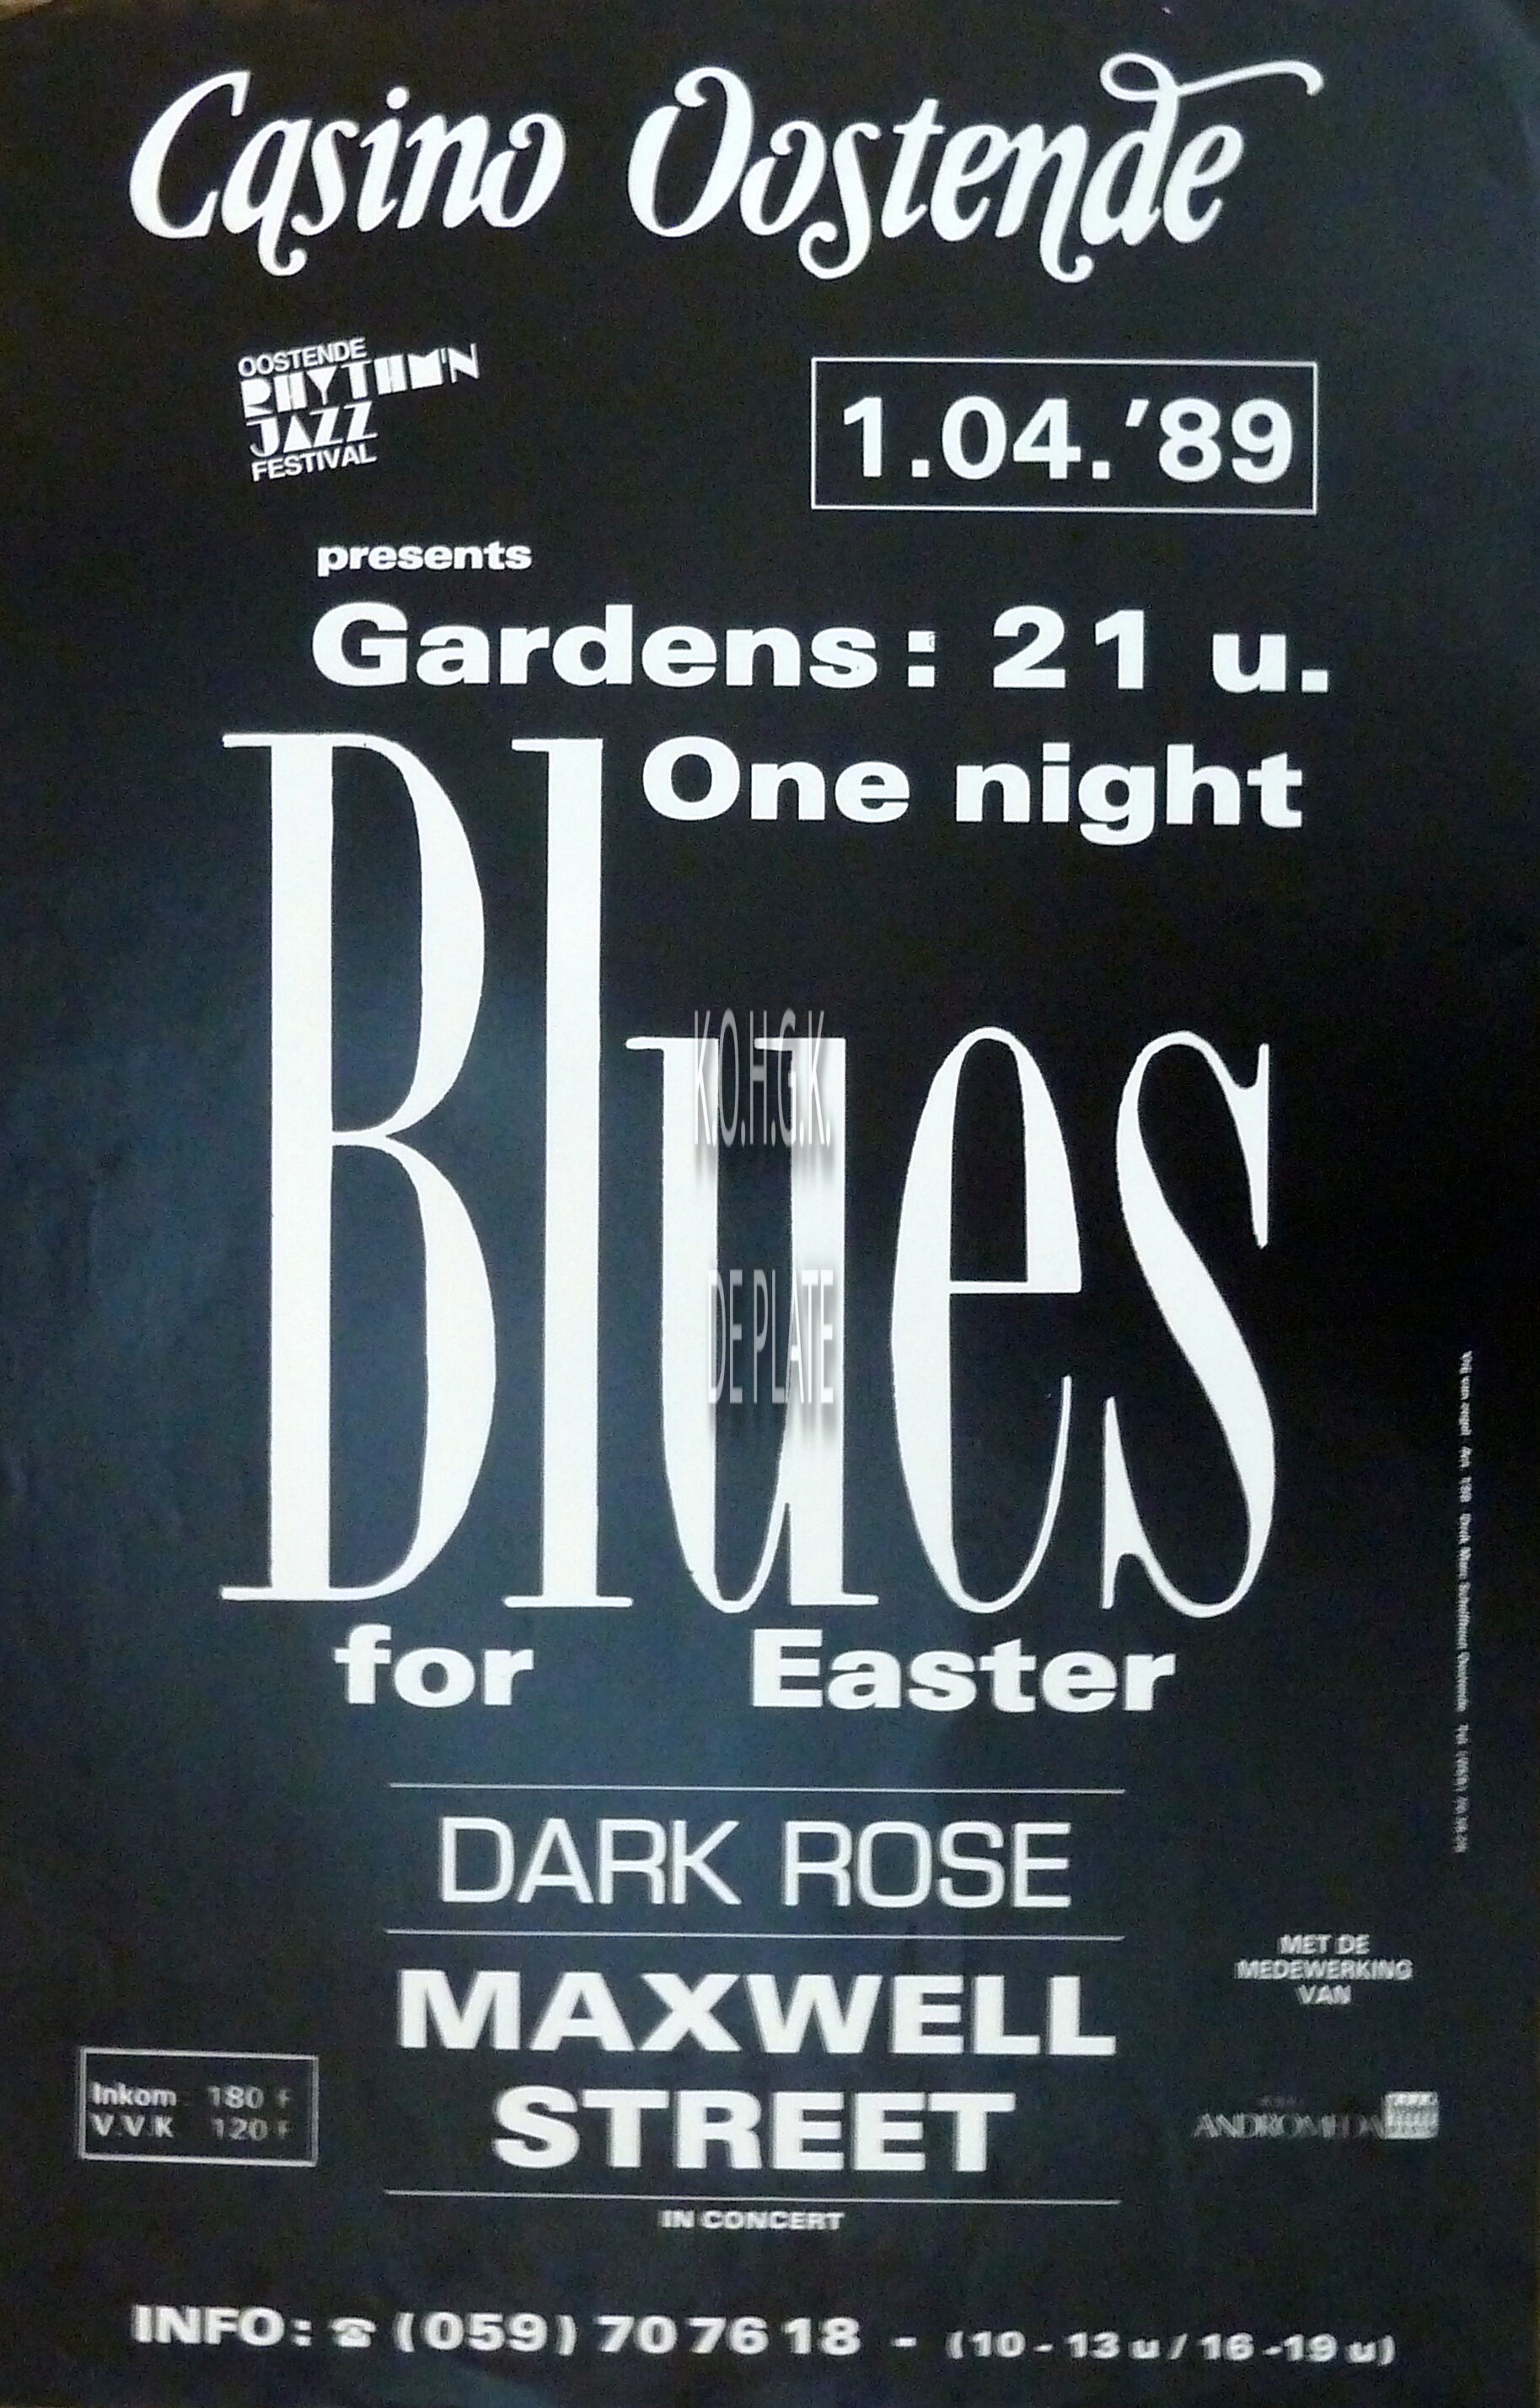 Casino Oostende
OOSTENDE
RHYTHM'N
JAZZ
FESTIVAL
1.04.'89
presents
Gardens: 21 u.
One night
Blues
K.O.H.G.K.
DE PLATE
for Easter
DARK ROSE
MAXWELL
STREET
IN CONCERT
MET DE
MEDEWERKING
VAN
ANDROMEDA
Inkom 180 F
V.V.K 120 F
INFO: ☎ (059) 70 76 18 - (10 - 13 u / 16 -19 u)